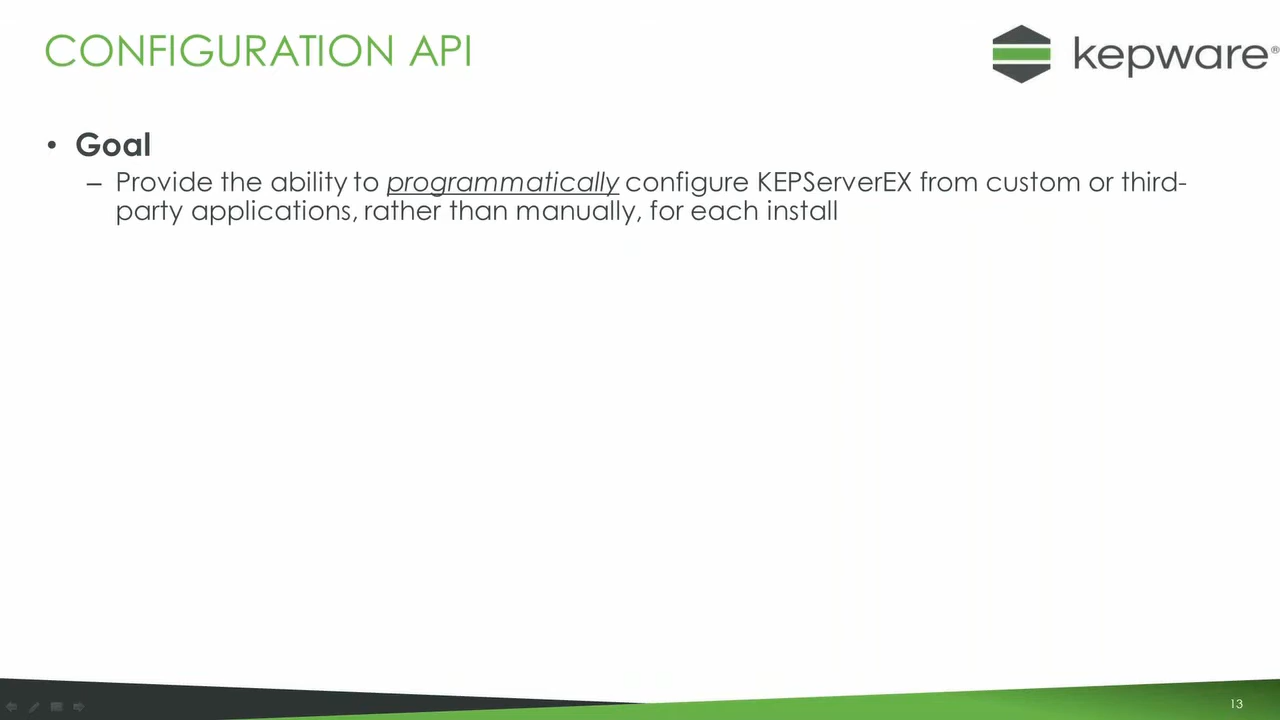 CONFIGURATION API
kepware®
• Goal
– Provide the ability to programmatically configure KEPServerEX from custom or third-
party applications, rather than manually, for each install
13